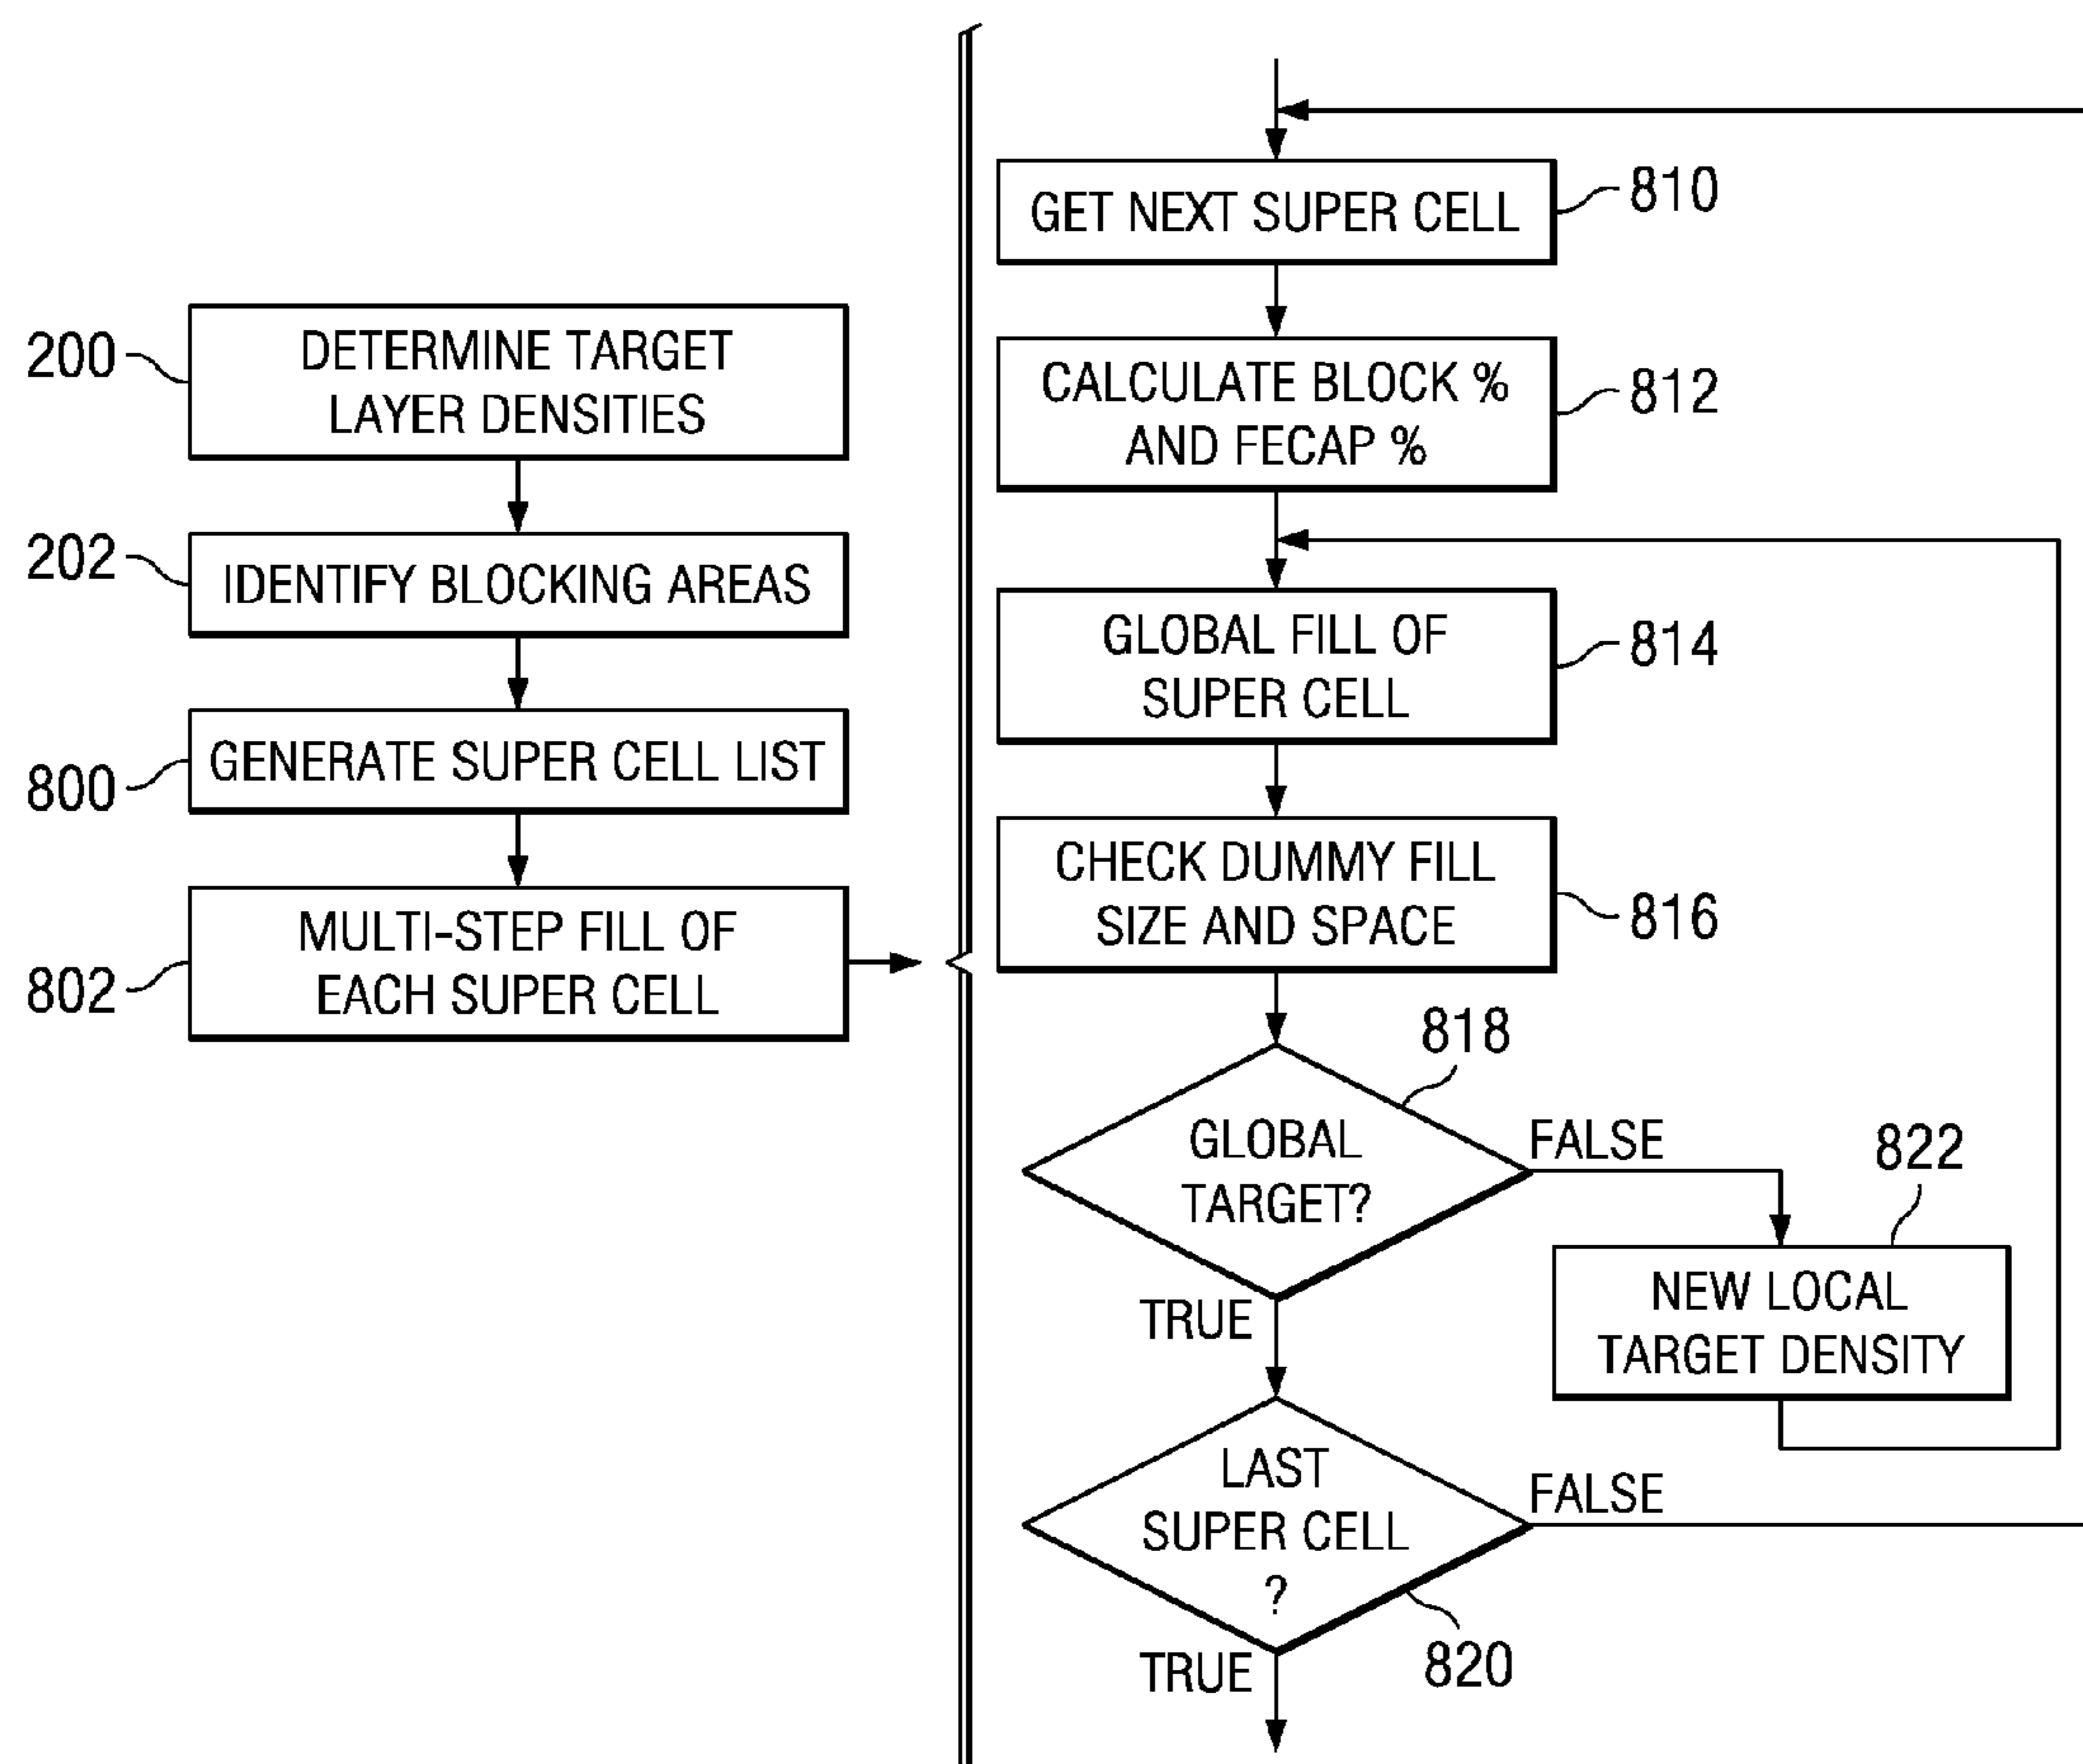 200
DETERMINE TARGET
LAYER DENSITIES
202
IDENTIFY BLOCKING AREAS
800
GENERATE SUPER CELL LIST
802
MULTI-STEP FILL OF
EACH SUPER CELL
GET NEXT SUPER CELL
810
CALCULATE BLOCK %
AND FECAP %
812
GLOBAL FILL OF
SUPER CELL
814
CHECK DUMMY FILL
SIZE AND SPACE
816
818
GLOBAL
TARGET?
FALSE
822
NEW LOCAL
TARGET DENSITY
TRUE
LAST
SUPER CELL
?
FALSE
820
TRUE